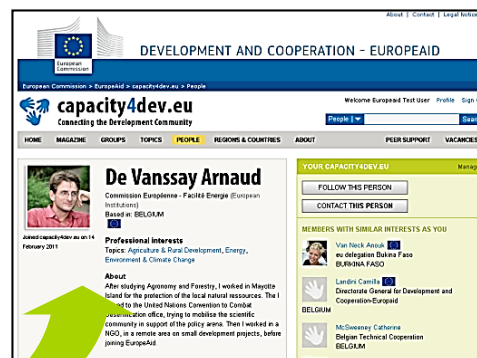 About | Contact | Legal Notice
European
Commission
DEVELOPMENT AND COOPERATION - EUROPEAID
European Commission > EuropeAid > capacity4dev.eu > People
capacity4dev.eu
Connecting the Development Community
Welcome Europeaid Test User Profile Sign
People |
HOME MAGAZINE GROUPS TOPICS PEOPLE REGIONS & COUNTRIES ABOUT PEER SUPPORT VACANCIES
De Vanssay Arnaud
Commission Européenne - Facilité Energie (European
Institutions)
Based in: BELGIUM
Joined capacity4dev.eu on 14
February 2011
Professional interests
Topics: Agriculture & Rural Development, Energy,
Environment & Climate Change
About
After studying Agronomy and Forestry, I worked in Mayotte
Island for the protection of the local natural ressources. The I
to the United Nations Convention to Combat
office, trying to mobilise the scientific
community in support of the policy arena. Then I worked in a
NGO, in a remote area on small development projects, before
joining EuropeAid.
YOUR CAPACITY4DEV.EU
FOLLOW THIS PERSON
CONTACT THIS PERSON
MEMBERS WITH SIMILAR INTERESTS AS YOU
Van Neck Anouk
eu delegation Bukina Faso
BURKINA FASO
Landini Camilla
Directorate General for Development and
Cooperation-Europaid
BELGIUM
McSweeney Catherine
Belgian Technical Cooperation
BELGIUM